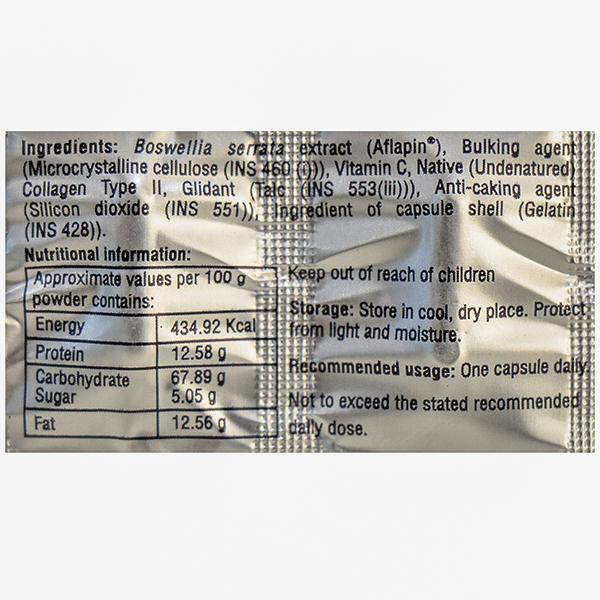 Ingredients: Boswellia serrata extract (Aflapin®), Bulking agent
(Microcrystalline cellulose (INS 460 (i))), Vitamin C, Native (Undenatured)
Collagen Type II, Glidant (Talc (INS 553(iii))), Anti-caking agent
(Silicon dioxide (INS 551)), Ingredient of capsule shell (Gelatin
(INS 428)).
Nutritional information:
Approximate values per 100 g
powder contains:
Energy 434.92 Kcal
Protein 12.58 g
Carbohydrate 67.89 g
Sugar 5.05 g
Fat 12.56 g
Keep out of reach of children
Storage: Store in cool, dry place. Protect
from light and moisture.
Recommended usage: One capsule daily.
Not to exceed the stated recommended
daily dose.